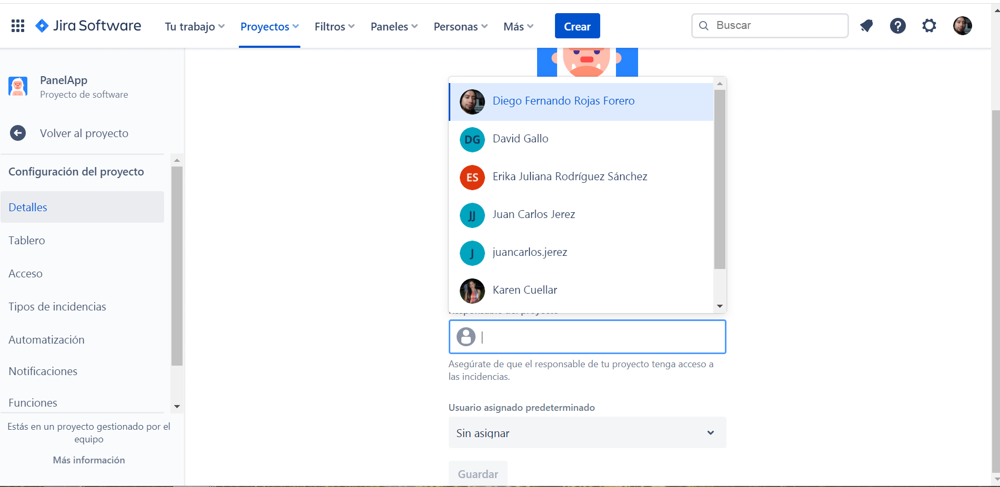 Jira Software
Tu trabajo
Proyectos
Filtros
Paneles
Personas
Más
Crear
Buscar
PanelApp
Proyecto de software
Volver al proyecto
Configuración del proyecto
Detalles
Tablero
Acceso
Tipos de incidencias
Automatización
Notificaciones
Funciones
Estás en un proyecto gestionado por el
equipo
Más información
Diego Fernando Rojas Forero
DG David Gallo
ES Erika Juliana Rodríguez Sánchez
JJ Juan Carlos Jerez
J juancarlos.jerez
Karen Cuellar
Responsable del proyecto
Asegúrate de que el responsable de tu proyecto tenga acceso a
las incidencias.
Usuario asignado predeterminado
Sin asignar
Guardar